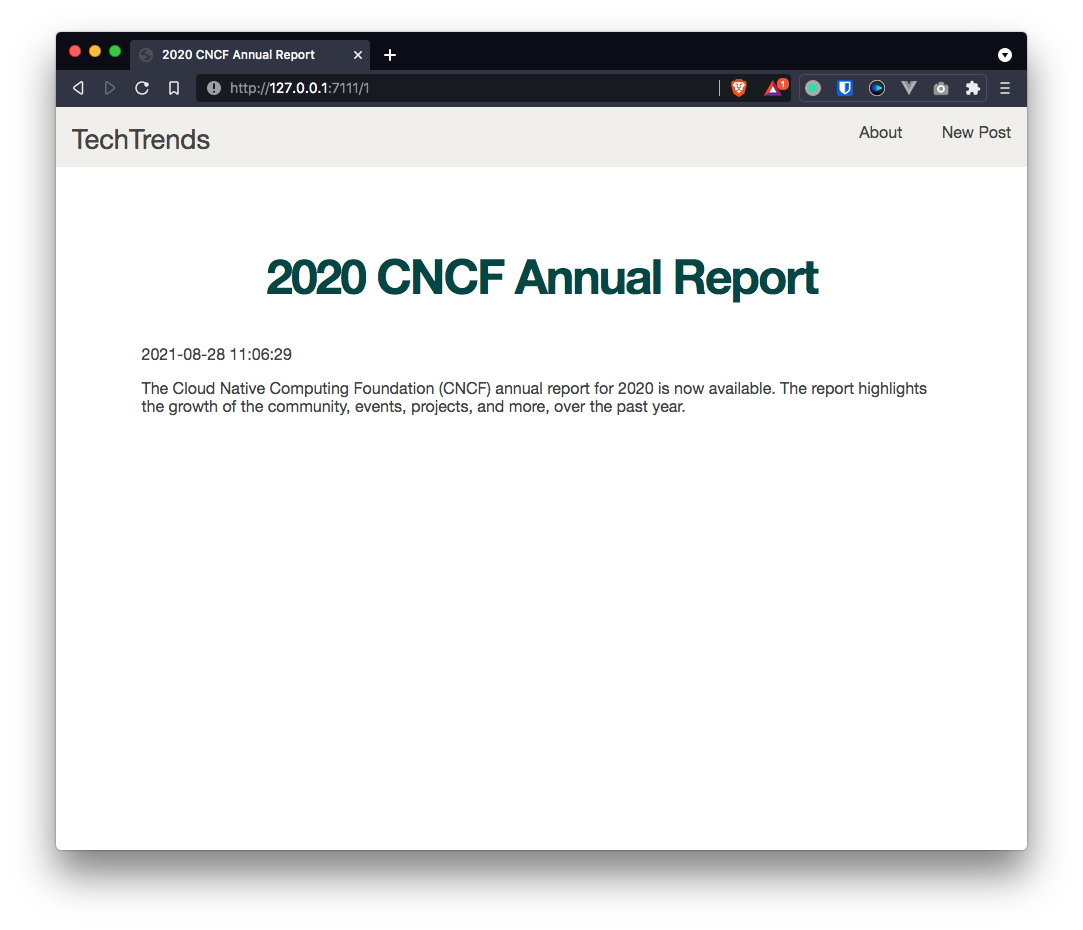 2020 CNCF Annual Report
http://127.0.0.1:7111/1
1
TechTrends
About
New Post
2020 CNCF Annual Report
2021-08-28 11:06:29
The Cloud Native Computing Foundation (CNCF) annual report for 2020 is now available. The report highlights
the growth of the community, events, projects, and more, over the past year.